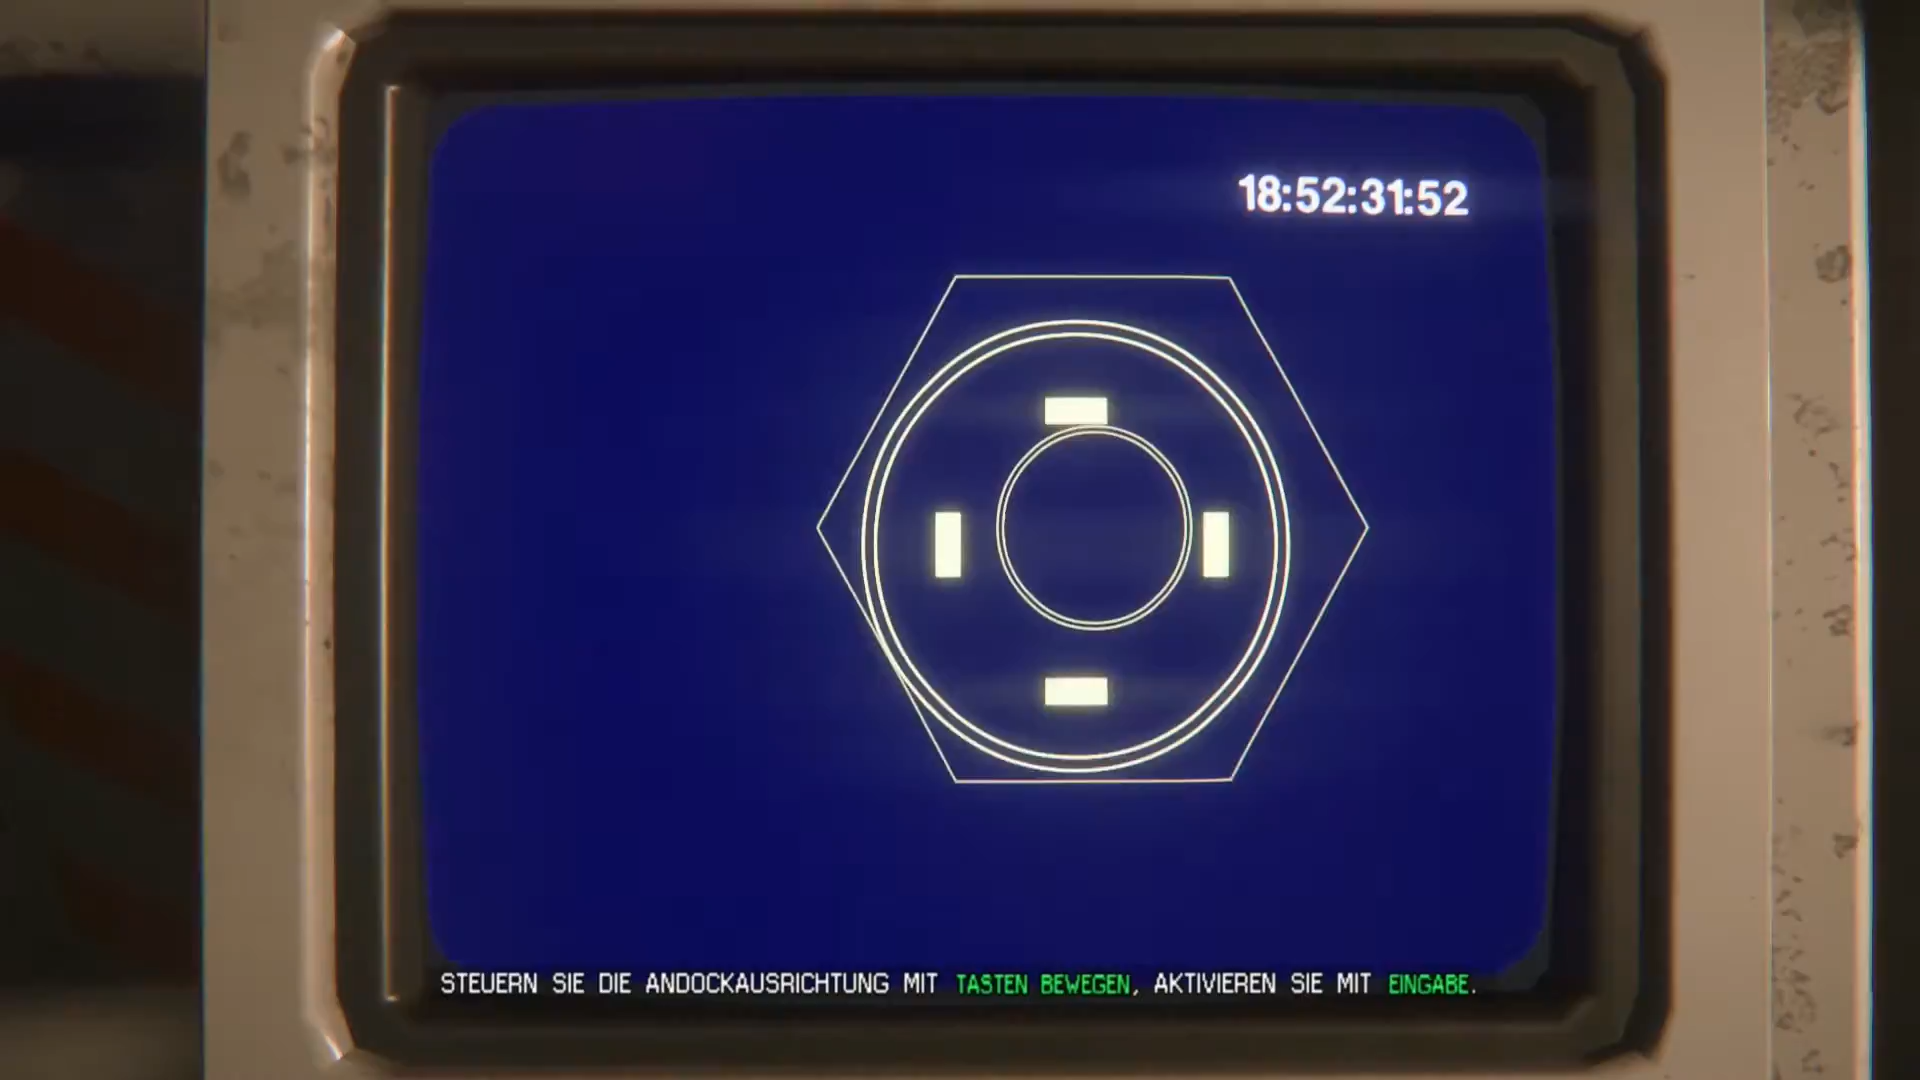 18:52:31:52
STEUERN SIE DIE ANDOCKAUSRICHTUNG MIT TASTEN BEWEGEN, AKTIVIEREN SIE MIT EINGABE.